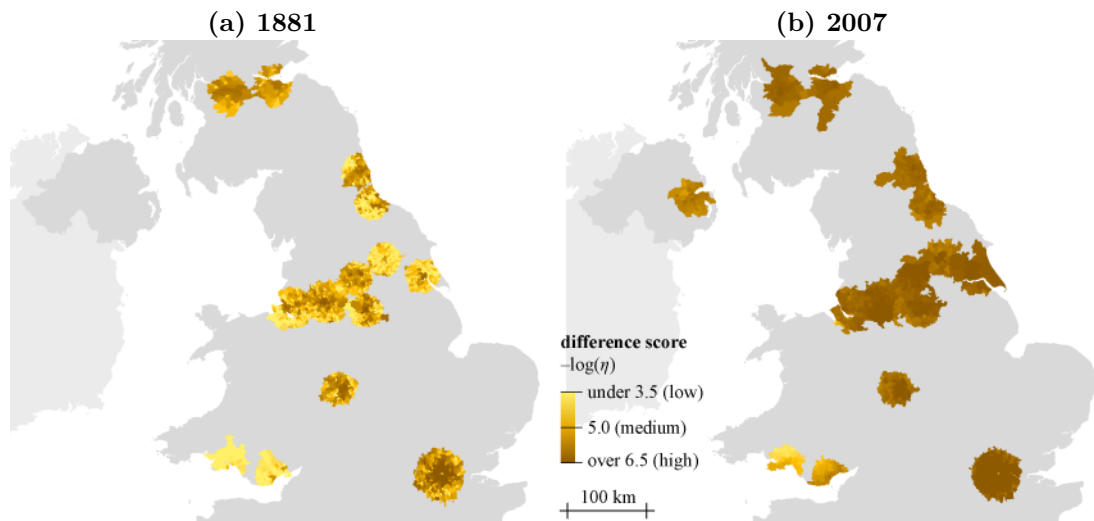 (a) 1881
(b) 2007
difference score
–log(η)
under 3.5 (low)
5.0 (medium)
over 6.5 (high)
100 km